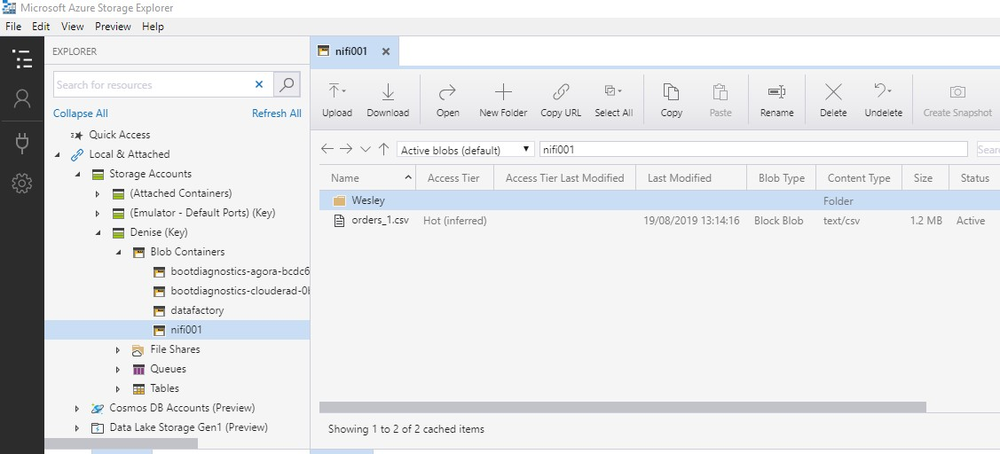 Microsoft Azure Storage Explorer
File Edit View Preview Help
EXPLORER
Search for resources
Collapse All Refresh All
Quick Access
Local & Attached
Storage Accounts
(Attached Containers)
(Emulator - Default Ports) (Key)
Denise (Key)
Blob Containers
bootdiagnostics-agora-bcdc6
bootdiagnostics-clouderad-0b
datafactory
nifi001
File Shares
Queues
Tables
Cosmos DB Accounts (Preview)
Data Lake Storage Gen1 (Preview)
nifi001
Upload Download Open New Folder Copy URL Select All Copy Paste Rename Delete Undelete Create Snapshot
Active blobs (default) nifi001 Sear
Name Access Tier Access Tier Last Modified Last Modified Blob Type Content Type Size Status
Wesley Folder
orders_1.csv Hot (inferred) 19/08/2019 13:14:16 Block Blob text/csv 1.2 MB Active
Showing 1 to 2 of 2 cached items